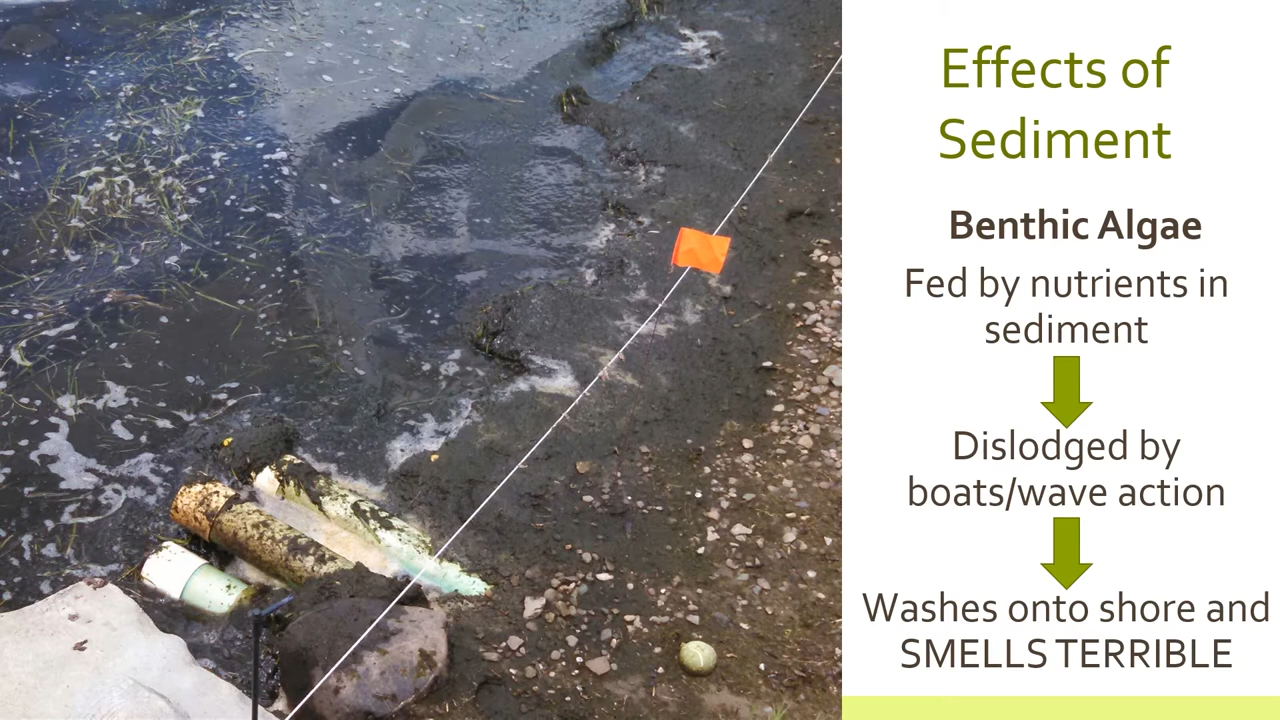 Effects of
Sediment
Benthic Algae
Fed by nutrients in
sediment
Dislodged by
boats/wave action
Washes onto shore and
SMELLS TERRIBLE